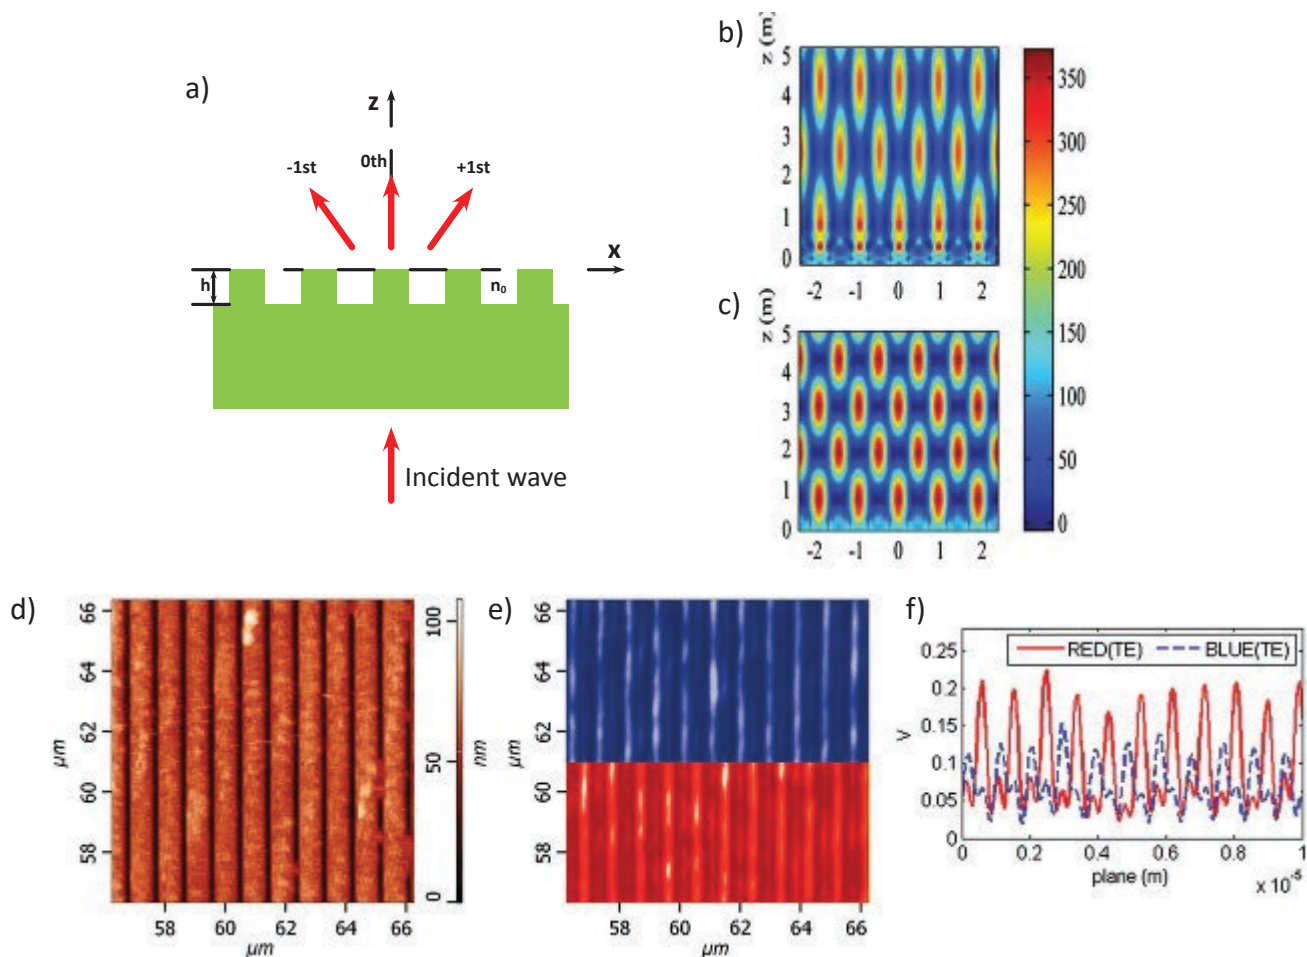 a)
z
-1st
0th
+1st
x
h
n₀
Incident wave
b)
z (m)
5
4
3
2
1
0
-2 -1 0 1 2
350
300
250
200
150
100
50
0
c)
z (m)
5
4
3
2
1
0
-2 -1 0 1 2
d)
66
64
62
60
58
μm
58 60 62 64 66
μm
100
50
0
nm
e)
66
64
62
60
58
μm
58 60 62 64 66
μm
f)
RED(TE) BLUE(TE)
0.25
0.2
0.15
0.1
0.05
0
V
0 0.2 0.4 0.6 0.8 1
plane (m)
x 10⁻⁵